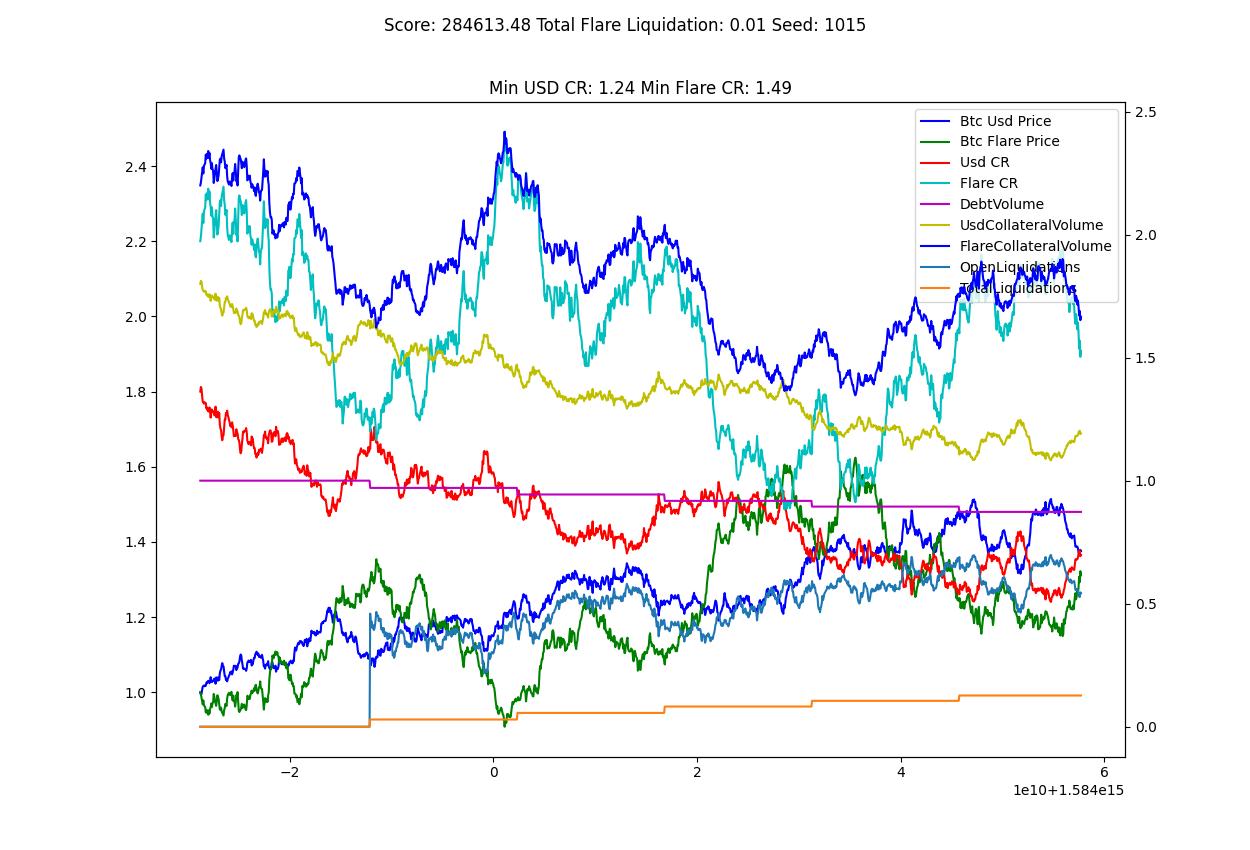 Score: 284613.48 Total Flare Liquidation: 0.01 Seed: 1015
Min USD CR: 1.24 Min Flare CR: 1.49
Btc Usd Price
Btc Flare Price
Usd CR
Flare CR
DebtVolume
UsdCollateralVolume
FlareCollateralVolume
OpenLiquidations
TotalLiquidations
2.4
2.2
2.0
1.8
1.6
1.4
1.2
1.0
2.5
2.0
1.5
1.0
0.5
0.0
−2 0 2 4 6
1e10+1.584e15